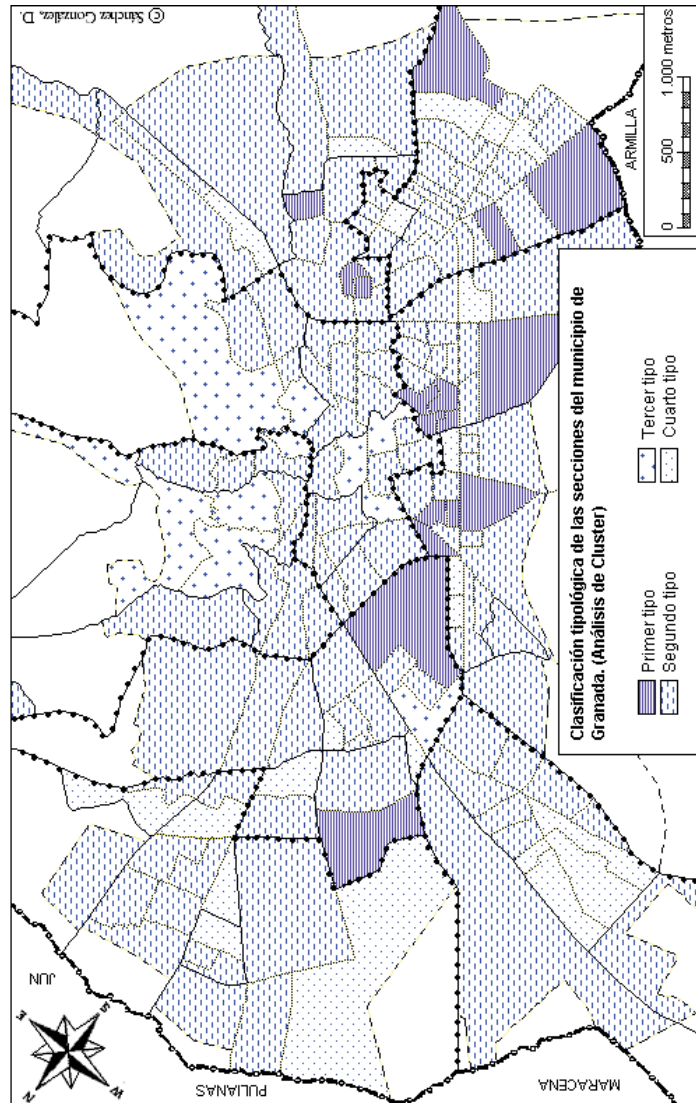 © Sánchez González, D.
JUN
N
E
S
W
PULIANAS
MARACENA
ARMILLA
0 500 1.000 metros
Clasificación tipológica de las secciones del municipio de
Granada. (Análisis de Cluster)
Primer tipo
Segundo tipo
Tercer tipo
Cuarto tipo